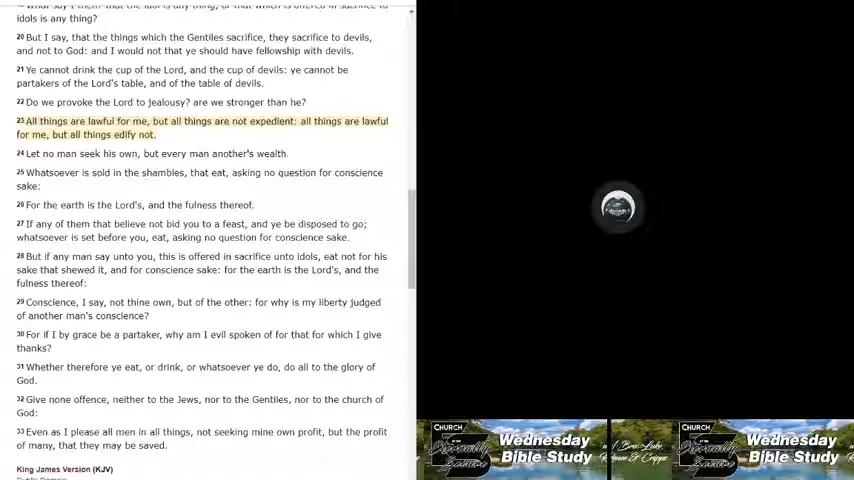 idols is any thing?
20 But I say, that the things which the Gentiles sacrifice, they sacrifice to devils,
and not to God: and I would not that ye should have fellowship with devils.
21 Ye cannot drink the cup of the Lord, and the cup of devils: ye cannot be
partakers of the Lord's table, and of the table of devils.
22 Do we provoke the Lord to jealousy? are we stronger than he?
23 All things are lawful for me, but all things are not expedient: all things are lawful
for me, but all things edify not.
24 Let no man seek his own, but every man another's wealth.
25 Whatsoever is sold in the shambles, that eat, asking no question for conscience
sake:
26 For the earth is the Lord's, and the fulness thereof.
27 If any of them that believe not bid you to a feast, and ye be disposed to go;
whatsoever is set before you, eat, asking no question for conscience sake.
28 But if any man say unto you, this is offered in sacrifice unto idols, eat not for his
sake that shewed it, and for conscience sake: for the earth is the Lord's, and the
fulness thereof:
29 Conscience, I say, not thine own, but of the other: for why is my liberty judged
of another man's conscience?
30 For if I by grace be a partaker, why am I evil spoken of for that for which I give
thanks?
31 Whether therefore ye eat, or drink, or whatsoever ye do, do all to the glory of
God.
32 Give none offence, neither to the Jews, nor to the Gentiles, nor to the church of
God:
33 Even as I please all men in all things, not seeking mine own profit, but the profit
of many, that they may be saved.
King James Version (KJV)
CHURCH
OF THE
Eternally
Secure
Wednesday
Bible Study
CHURCH
OF THE
Eternally
Secure
Wednesday
Bible Study